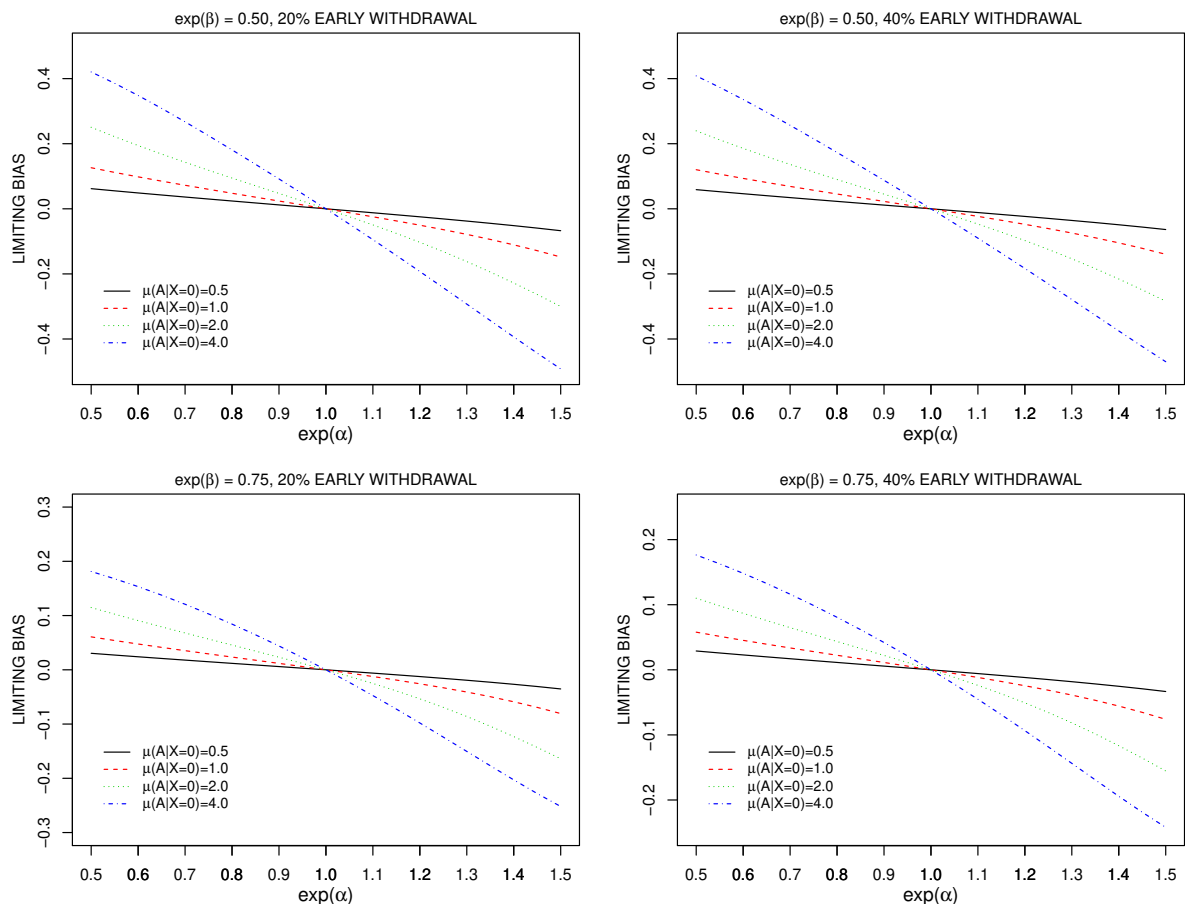 exp(β) = 0.50, 20% EARLY WITHDRAWAL
LIMITING BIAS
0.4
0.2
0.0
−0.2
−0.4
μ(A|X=0)=0.5
μ(A|X=0)=1.0
μ(A|X=0)=2.0
μ(A|X=0)=4.0
0.5 0.6 0.7 0.8 0.9 1.0 1.1 1.2 1.3 1.4 1.5
exp(α)
exp(β) = 0.50, 40% EARLY WITHDRAWAL
LIMITING BIAS
0.4
0.2
0.0
−0.2
−0.4
μ(A|X=0)=0.5
μ(A|X=0)=1.0
μ(A|X=0)=2.0
μ(A|X=0)=4.0
0.5 0.6 0.7 0.8 0.9 1.0 1.1 1.2 1.3 1.4 1.5
exp(α)
exp(β) = 0.75, 20% EARLY WITHDRAWAL
LIMITING BIAS
0.3
0.2
0.1
0.0
−0.1
−0.2
−0.3
μ(A|X=0)=0.5
μ(A|X=0)=1.0
μ(A|X=0)=2.0
μ(A|X=0)=4.0
0.5 0.6 0.7 0.8 0.9 1.0 1.1 1.2 1.3 1.4 1.5
exp(α)
exp(β) = 0.75, 40% EARLY WITHDRAWAL
LIMITING BIAS
0.2
0.1
0.0
−0.1
−0.2
μ(A|X=0)=0.5
μ(A|X=0)=1.0
μ(A|X=0)=2.0
μ(A|X=0)=4.0
0.5 0.6 0.7 0.8 0.9 1.0 1.1 1.2 1.3 1.4 1.5
exp(α)